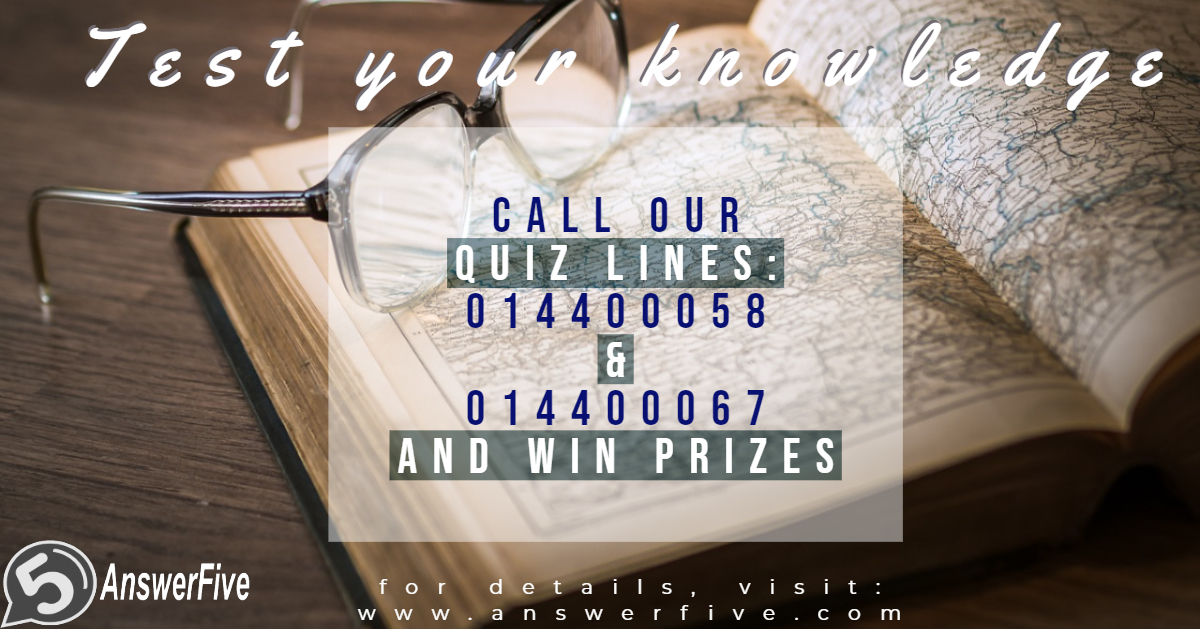 Test your knowledge
CALL OUR
QUIZ LINES:
014400058
&
014400067
AND WIN PRIZES
5 AnswerFive
for details, visit:
www.answerfive.com